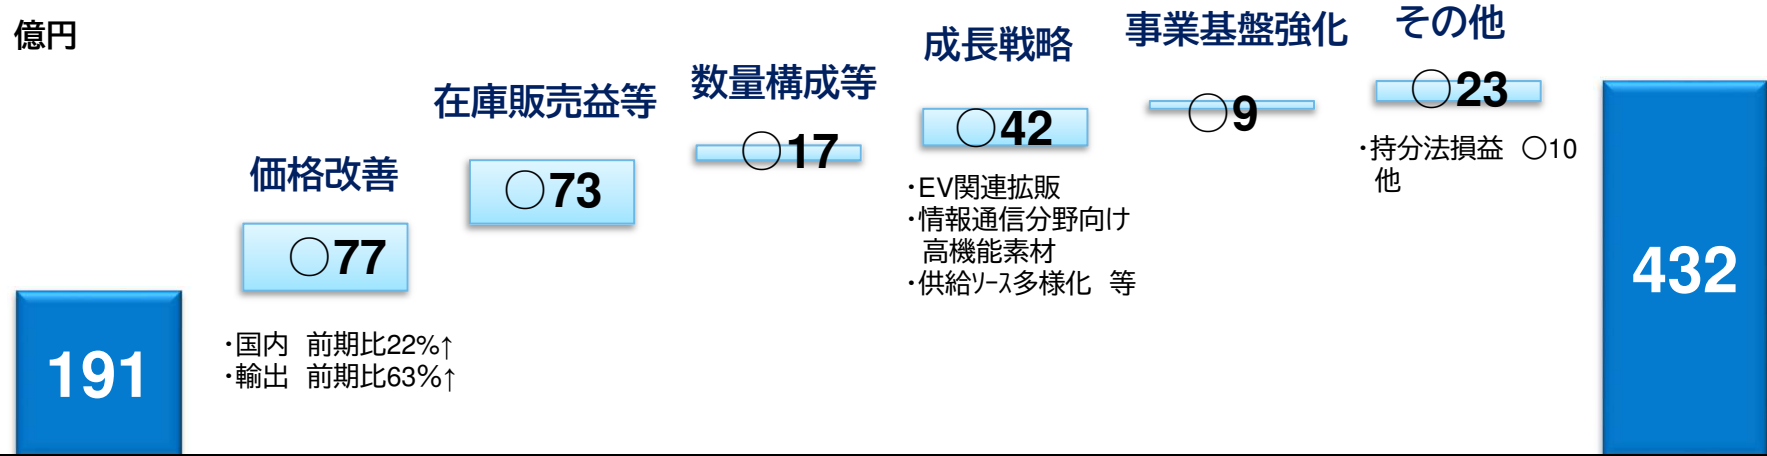 億円
191
価格改善
○77
・国内 前期比22%↑
・輸出 前期比63%↑
在庫販売益等
○73
数量構成等
○17
成長戦略
○42
・EV関連拡販
・情報通信分野向け
高機能素材
・供給ｿｰｽ多様化 等
事業基盤強化
○9
その他
○23
・持分法損益 ○10
他
432